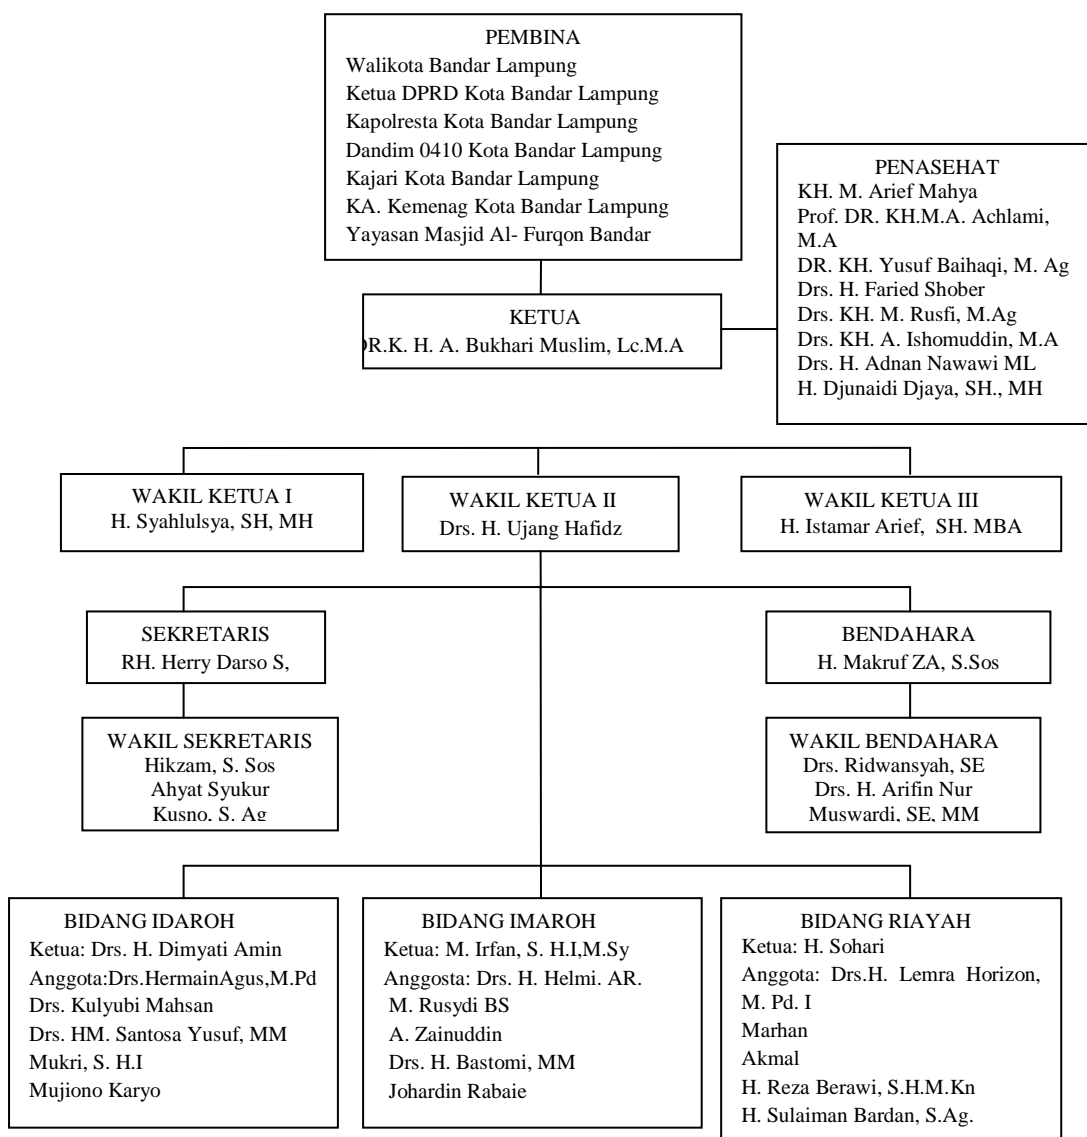 PEMBINA
Walikota Bandar Lampung
Ketua DPRD Kota Bandar Lampung
Kapolresta Kota Bandar Lampung
Dandim 0410 Kota Bandar Lampung
Kajari Kota Bandar Lampung
KA. Kemenag Kota Bandar Lampung
Yayasan Masjid Al- Furqon Bandar
PENASEHAT
KH. M. Arief Mahya
Prof. DR. KH.M.A. Achlami,
M.A
DR. KH. Yusuf Baihaqi, M. Ag
Drs. H. Faried Shober
Drs. KH. M. Rusfi, M.Ag
Drs. KH. A. Ishomuddin, M.A
Drs. H. Adnan Nawawi ML
H. Djunaidi Djaya, SH., MH
KETUA
DR.K. H. A. Bukhari Muslim, Lc.M.A
WAKIL KETUA I
H. Syahlulsya, SH, MH
WAKIL KETUA II
Drs. H. Ujang Hafidz
WAKIL KETUA III
H. Istamar Arief, SH. MBA
SEKRETARIS
RH. Herry Darso S,
BENDAHARA
H. Makruf ZA, S.Sos
WAKIL SEKRETARIS
Hikzam, S. Sos
Ahyat Syukur
Kusno, S. Ag
WAKIL BENDAHARA
Drs. Ridwansyah, SE
Drs. H. Arifin Nur
Muswardi, SE, MM
BIDANG IDAROH
Ketua: Drs. H. Dimyati Amin
Anggota:Drs.HermainAgus,M.Pd
Drs. Kulyubi Mahsan
Drs. HM. Santosa Yusuf, MM
Mukri, S. H.I
Mujiono Karyo
BIDANG IMAROH
Ketua: M. Irfan, S. H.I,M.Sy
Anggosta: Drs. H. Helmi. AR.
M. Rusydi BS
A. Zainuddin
Drs. H. Bastomi, MM
Johardin Rabaie
BIDANG RIAYAH
Ketua: H. Sohari
Anggota: Drs.H. Lemra Horizon,
M. Pd. I
Marhan
Akmal
H. Reza Berawi, S.H.M.Kn
H. Sulaiman Bardan, S.Ag.